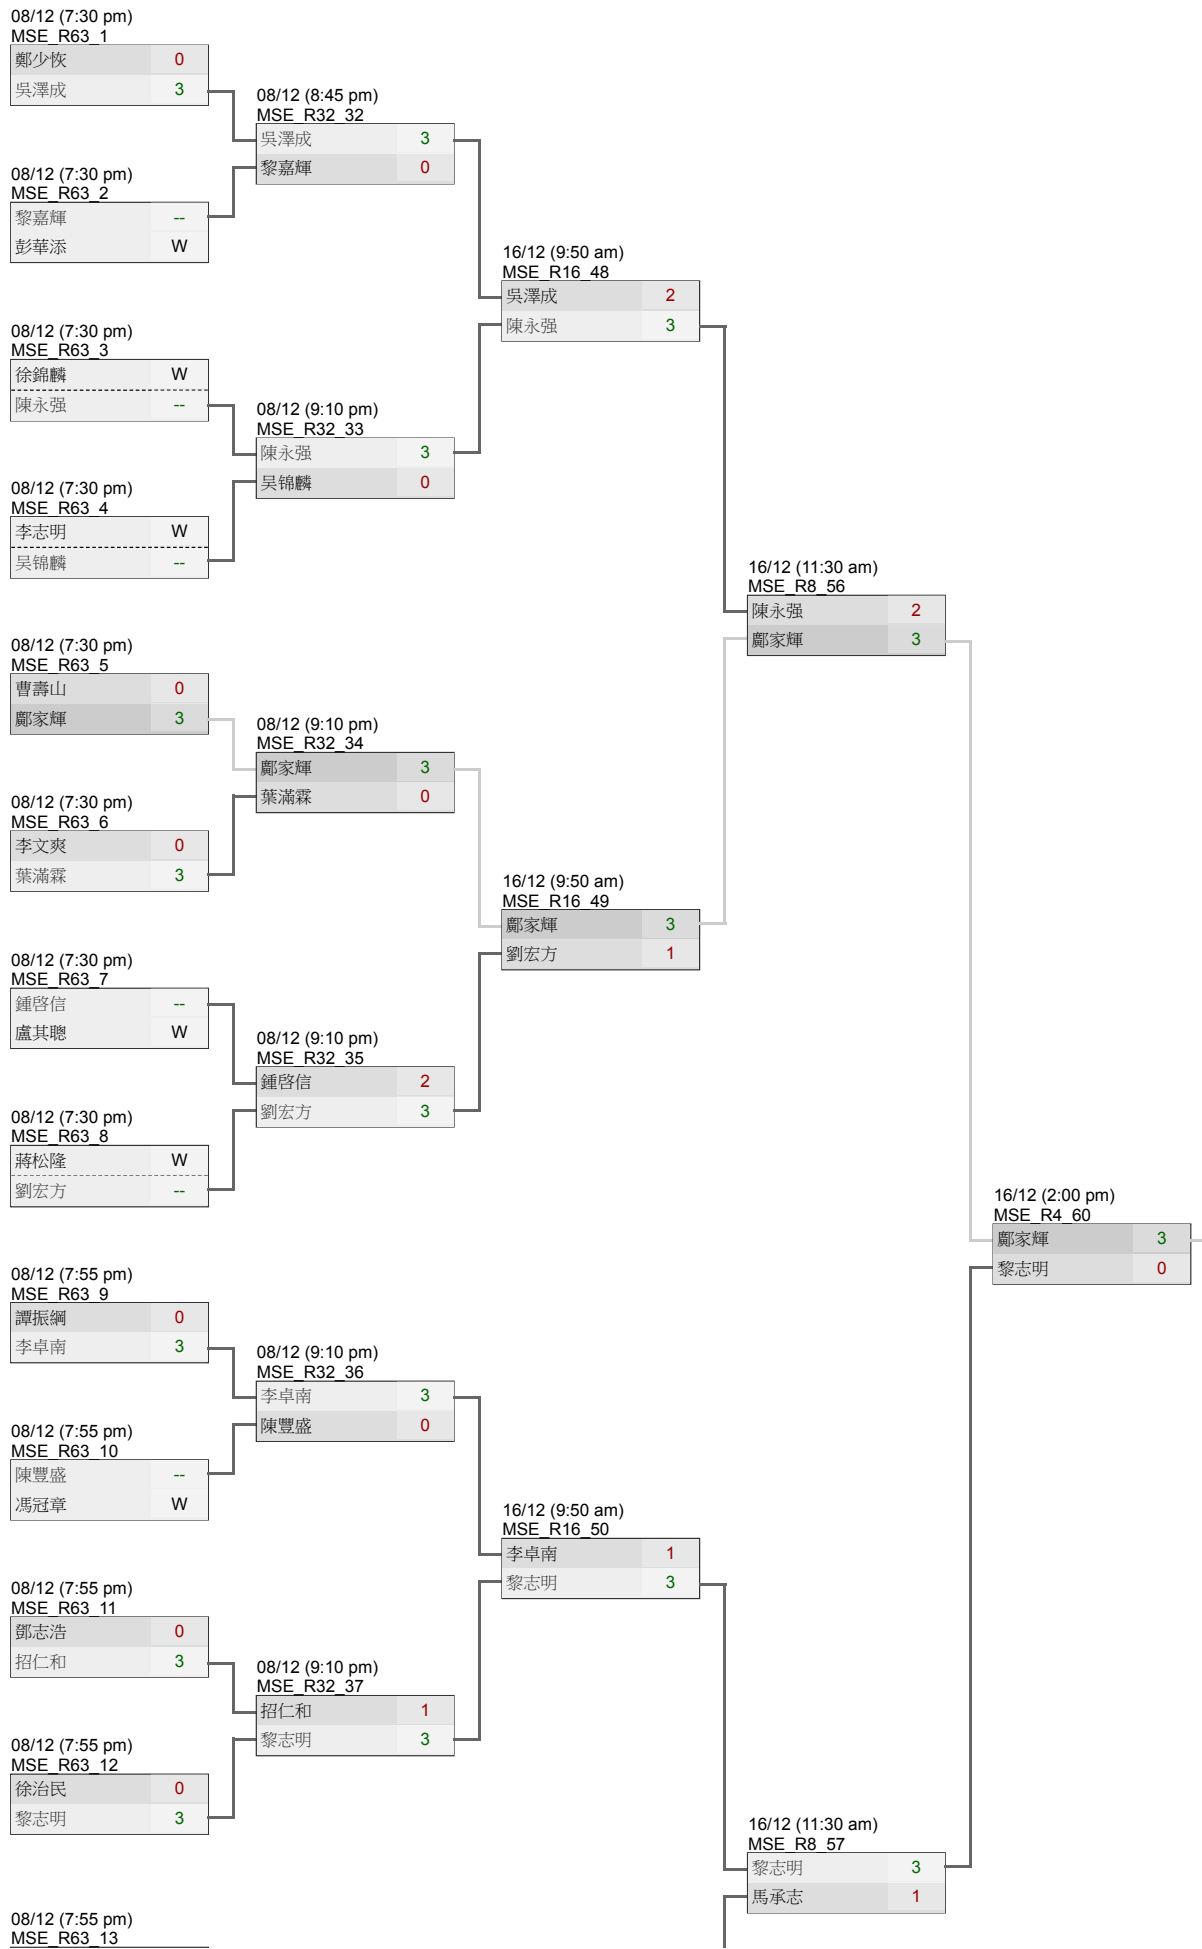 08/12 (7:30 pm)
MSE_R63_1
鄭少恢 0
吳澤成 3
08/12 (7:30 pm)
MSE_R63_2
黎嘉輝 --
彭華添 W
08/12 (7:30 pm)
MSE_R63_3
徐錦麟 W
陳永强 --
08/12 (7:30 pm)
MSE_R63_4
李志明 W
吴锦麟 --
08/12 (7:30 pm)
MSE_R63_5
曹壽山 0
鄺家輝 3
08/12 (7:30 pm)
MSE_R63_6
李文爽 0
葉滿霖 3
08/12 (7:30 pm)
MSE_R63_7
鍾啓信 --
盧其聰 W
08/12 (7:30 pm)
MSE_R63_8
蔣松隆 W
劉宏方 --
08/12 (7:55 pm)
MSE_R63_9
譚振綱 0
李卓南 3
08/12 (7:55 pm)
MSE_R63_10
陳豐盛 --
馮冠章 W
08/12 (7:55 pm)
MSE_R63_11
鄧志浩 0
招仁和 3
08/12 (7:55 pm)
MSE_R63_12
徐治民 0
黎志明 3
08/12 (7:55 pm)
MSE_R63_13
08/12 (8:45 pm)
MSE_R32_32
吳澤成 3
黎嘉輝 0
08/12 (9:10 pm)
MSE_R32_33
陳永强 3
吴锦麟 0
08/12 (9:10 pm)
MSE_R32_34
鄺家輝 3
葉滿霖 0
08/12 (9:10 pm)
MSE_R32_35
鍾啓信 2
劉宏方 3
08/12 (9:10 pm)
MSE_R32_36
李卓南 3
陳豐盛 0
08/12 (9:10 pm)
MSE_R32_37
招仁和 1
黎志明 3
16/12 (9:50 am)
MSE_R16_48
吳澤成 2
陳永强 3
16/12 (9:50 am)
MSE_R16_49
鄺家輝 3
劉宏方 1
16/12 (9:50 am)
MSE_R16_50
李卓南 1
黎志明 3
16/12 (11:30 am)
MSE_R8_56
陳永强 2
鄺家輝 3
16/12 (11:30 am)
MSE_R8_57
黎志明 3
馬承志 1
16/12 (2:00 pm)
MSE_R4_60
鄺家輝 3
黎志明 0